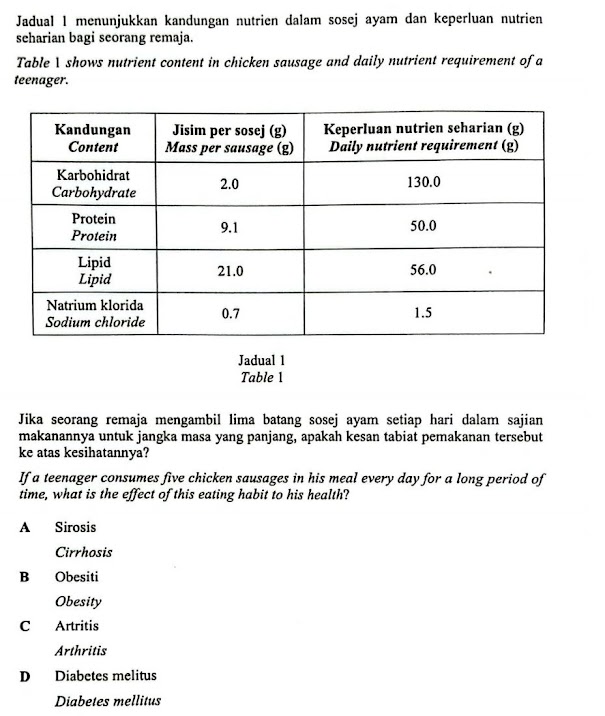 Jadual 1 menunjukkan kandungan nutrien dalam sosej ayam dan keperluan nutrien
seharian bagi seorang remaja.
Table 1 shows nutrient content in chicken sausage and daily nutrient requirement of a
teenager.
Kandungan Jisim per sosej (g) Keperluan nutrien seharian (g)
Content Mass per sausage (g) Daily nutrient requirement (g)
Karbohidrat
Carbohydrate 2.0 130.0
Protein
Protein 9.1 50.0
Lipid
Lipid 21.0 56.0
Natrium klorida
Sodium chloride 0.7 1.5
Jadual 1
Table 1
Jika seorang remaja mengambil lima batang sosej ayam setiap hari dalam sajian
makanannya untuk jangka masa yang panjang, apakah kesan tabiat pemakanan tersebut
ke atas kesihatannya?
If a teenager consumes five chicken sausages in his meal every day for a long period of
time, what is the effect of this eating habit to his health?
A Sirosis
Cirrhosis
B Obesiti
Obesity
C Artritis
Arthritis
D Diabetes melitus
Diabetes mellitus